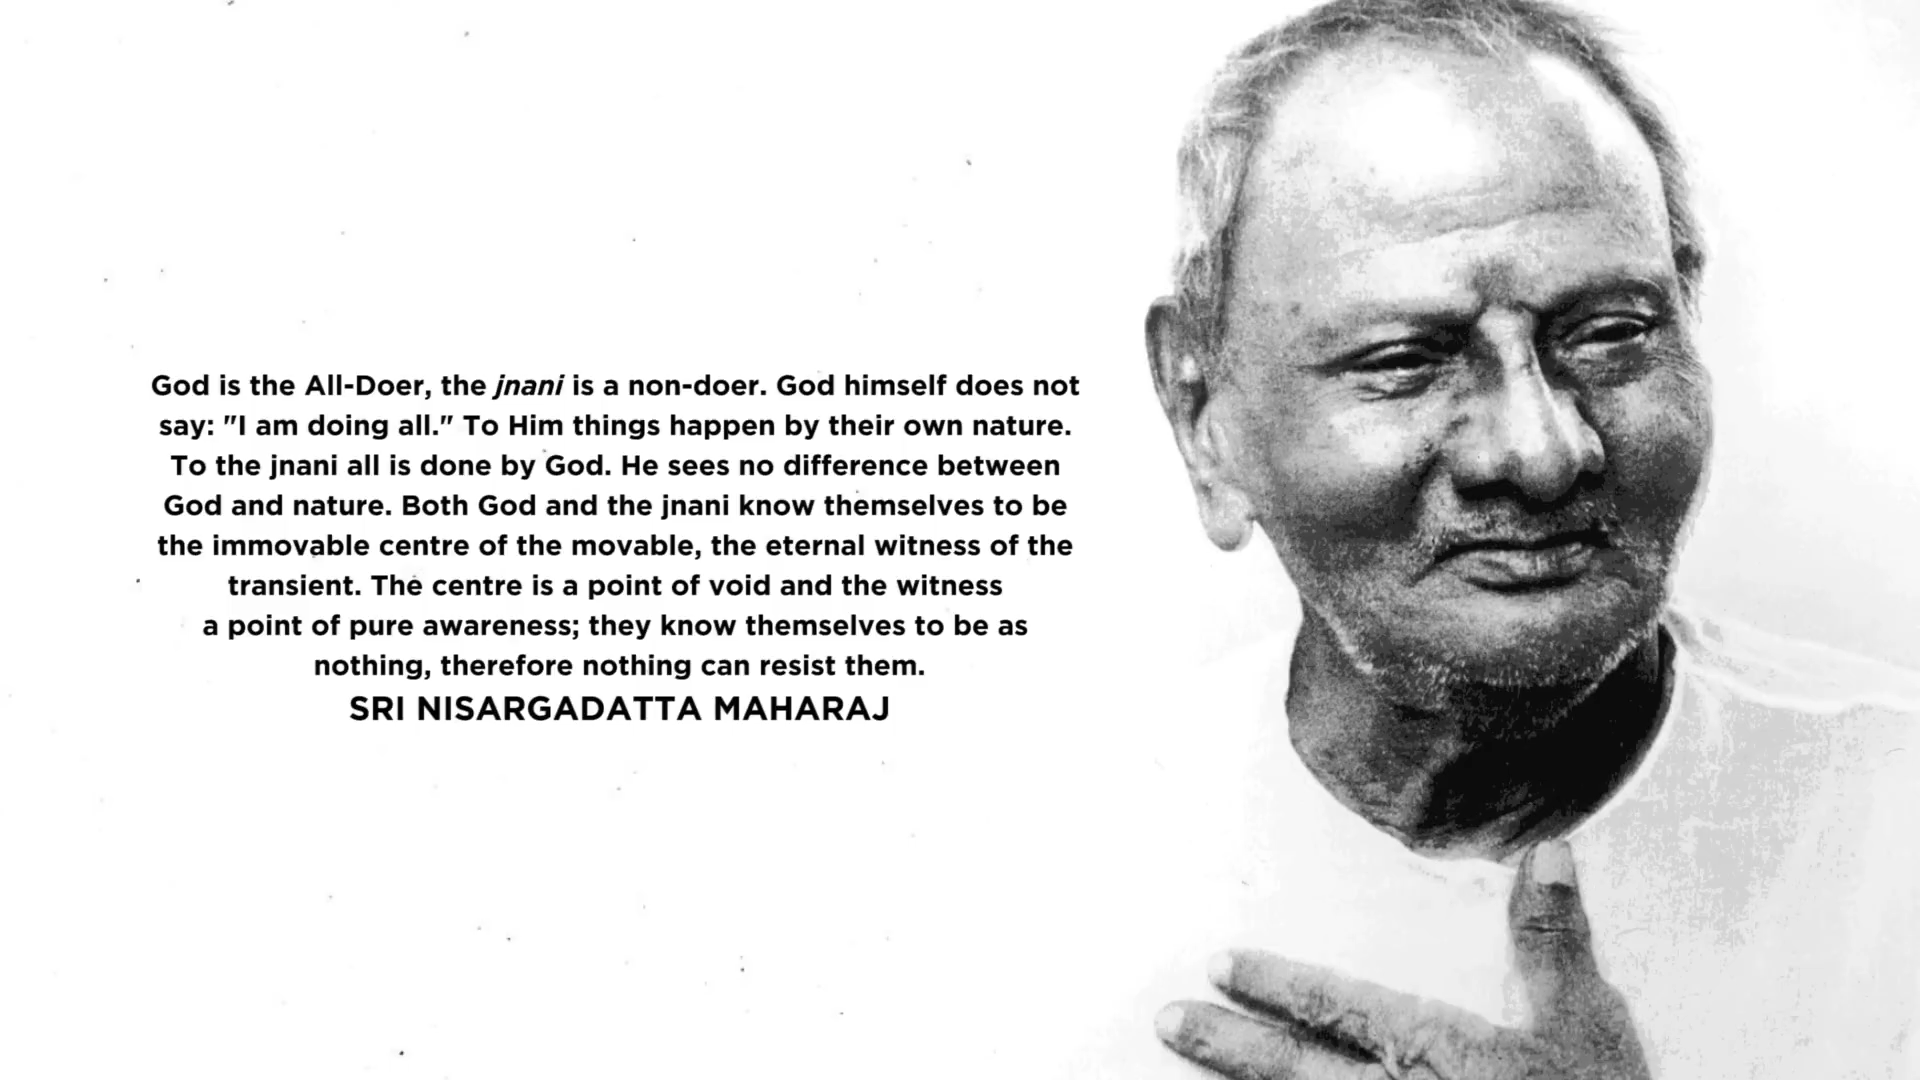 God is the All-Doer, the jnani is a non-doer. God himself does not
say: "I am doing all." To Him things happen by their own nature.
To the jnani all is done by God. He sees no difference between
God and nature. Both God and the jnani know themselves to be
the immovable centre of the movable, the eternal witness of the
transient. The centre is a point of void and the witness
a point of pure awareness; they know themselves to be as
nothing, therefore nothing can resist them.
SRI NISARGADATTA MAHARAJ